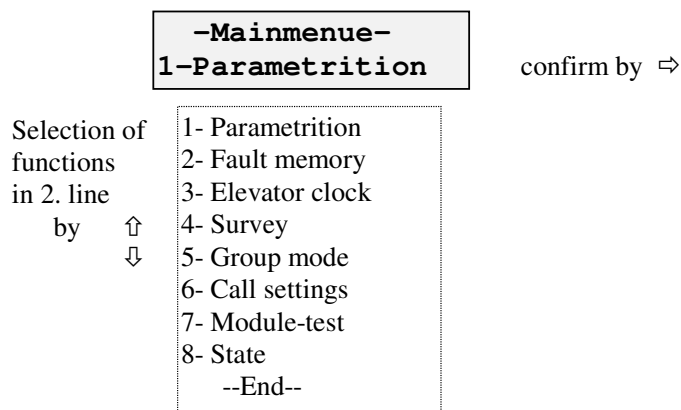 -Mainmenue-
1-Parametrition
confirm by ⇨
Selection of
functions
in 2. line
by ⇧
⇩
1- Parametrition
2- Fault memory
3- Elevator clock
4- Survey
5- Group mode
6- Call settings
7- Module-test
8- State
--End--